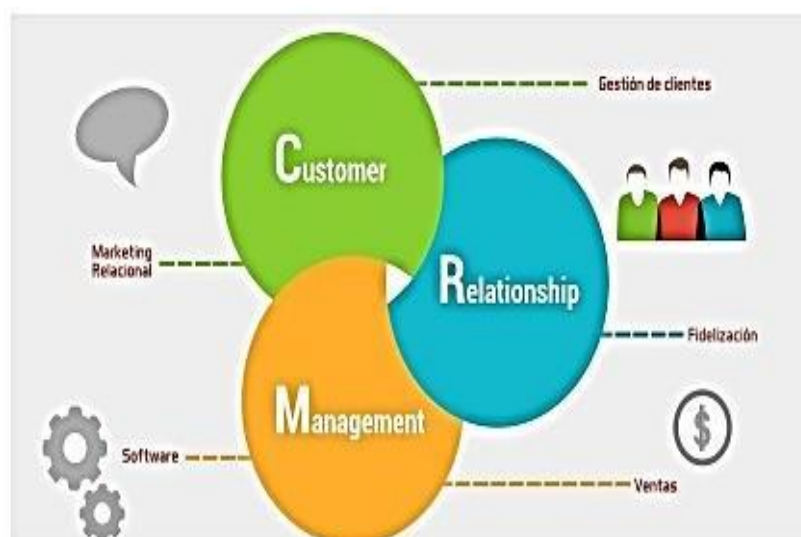 Gestión de clientes
Customer
Marketing
Relacional
Relationship
Fidelización
Management
Software
Ventas